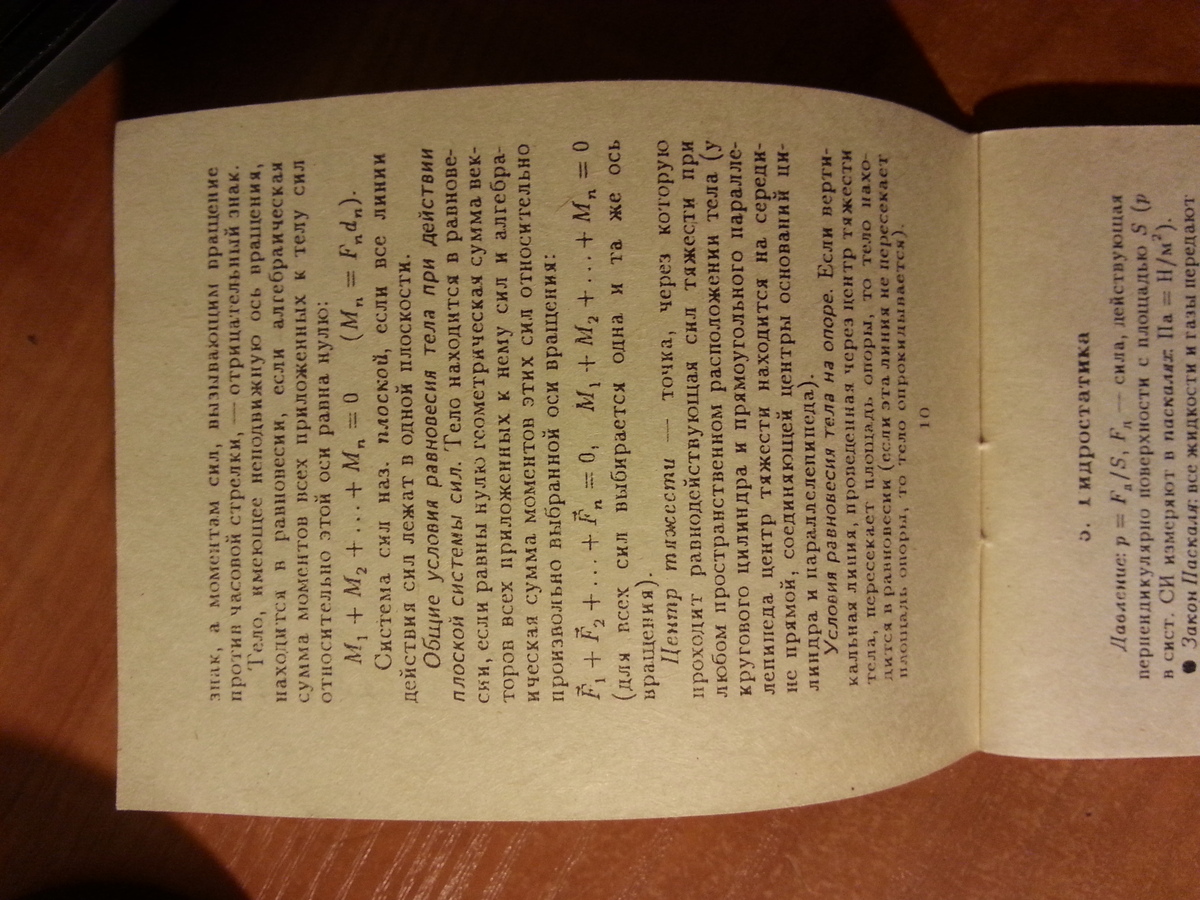 знак, а моментам сил, вызывающим вращение
против часовой стрелки, — отрицательный знак.
Тело, имеющее неподвижную ось вращения,
находится в равновесии, если алгебраическая
сумма моментов всех приложенных к телу сил
относительно этой оси равна нулю:
M₁ + M₂ + ... + Mₙ = 0 (Mₙ = Fₙdₙ).
Система сил наз. плоской, если все линии
действия сил лежат в одной плоскости.
Общие условия равновесия тела при действии
плоской системы сил. Тело находится в равнове-
сии, если равны нулю геометрическая сумма век-
торов всех приложенных к нему сил и алгебра-
ическая сумма моментов этих сил относительно
произвольно выбранной оси вращения:
F⃗₁ + F⃗₂ + ... + F⃗ₙ = 0, M₁ + M₂ + ... + Mₙ = 0
(для всех сил выбирается одна и та же ось
вращения).
Центр тяжести — точка, через которую
проходит равнодействующая сил тяжести при
любом пространственном расположении тела (у
кругового цилиндра и прямоугольного паралле-
лепипеда центр тяжести находится на середи-
не прямой, соединяющей центры оснований ци-
линдра и параллелепипеда).
Условия равновесия тела на опоре. Если верти-
кальная линия, проведенная через центр тяжести
тела, пересекает площадь опоры, то тело нахо-
дится в равновесии (если эта линия не пересекает
площадь опоры, то тело опрокидывается).
10
5. Гидростатика
Давление: p = Fд/S, Fд — сила, действующая
перпендикулярно поверхности с площадью S (p
в сист. СИ измеряют в паскалях: Па = Н/м²).
● Закон Паскаля: все жидкости и газы передают